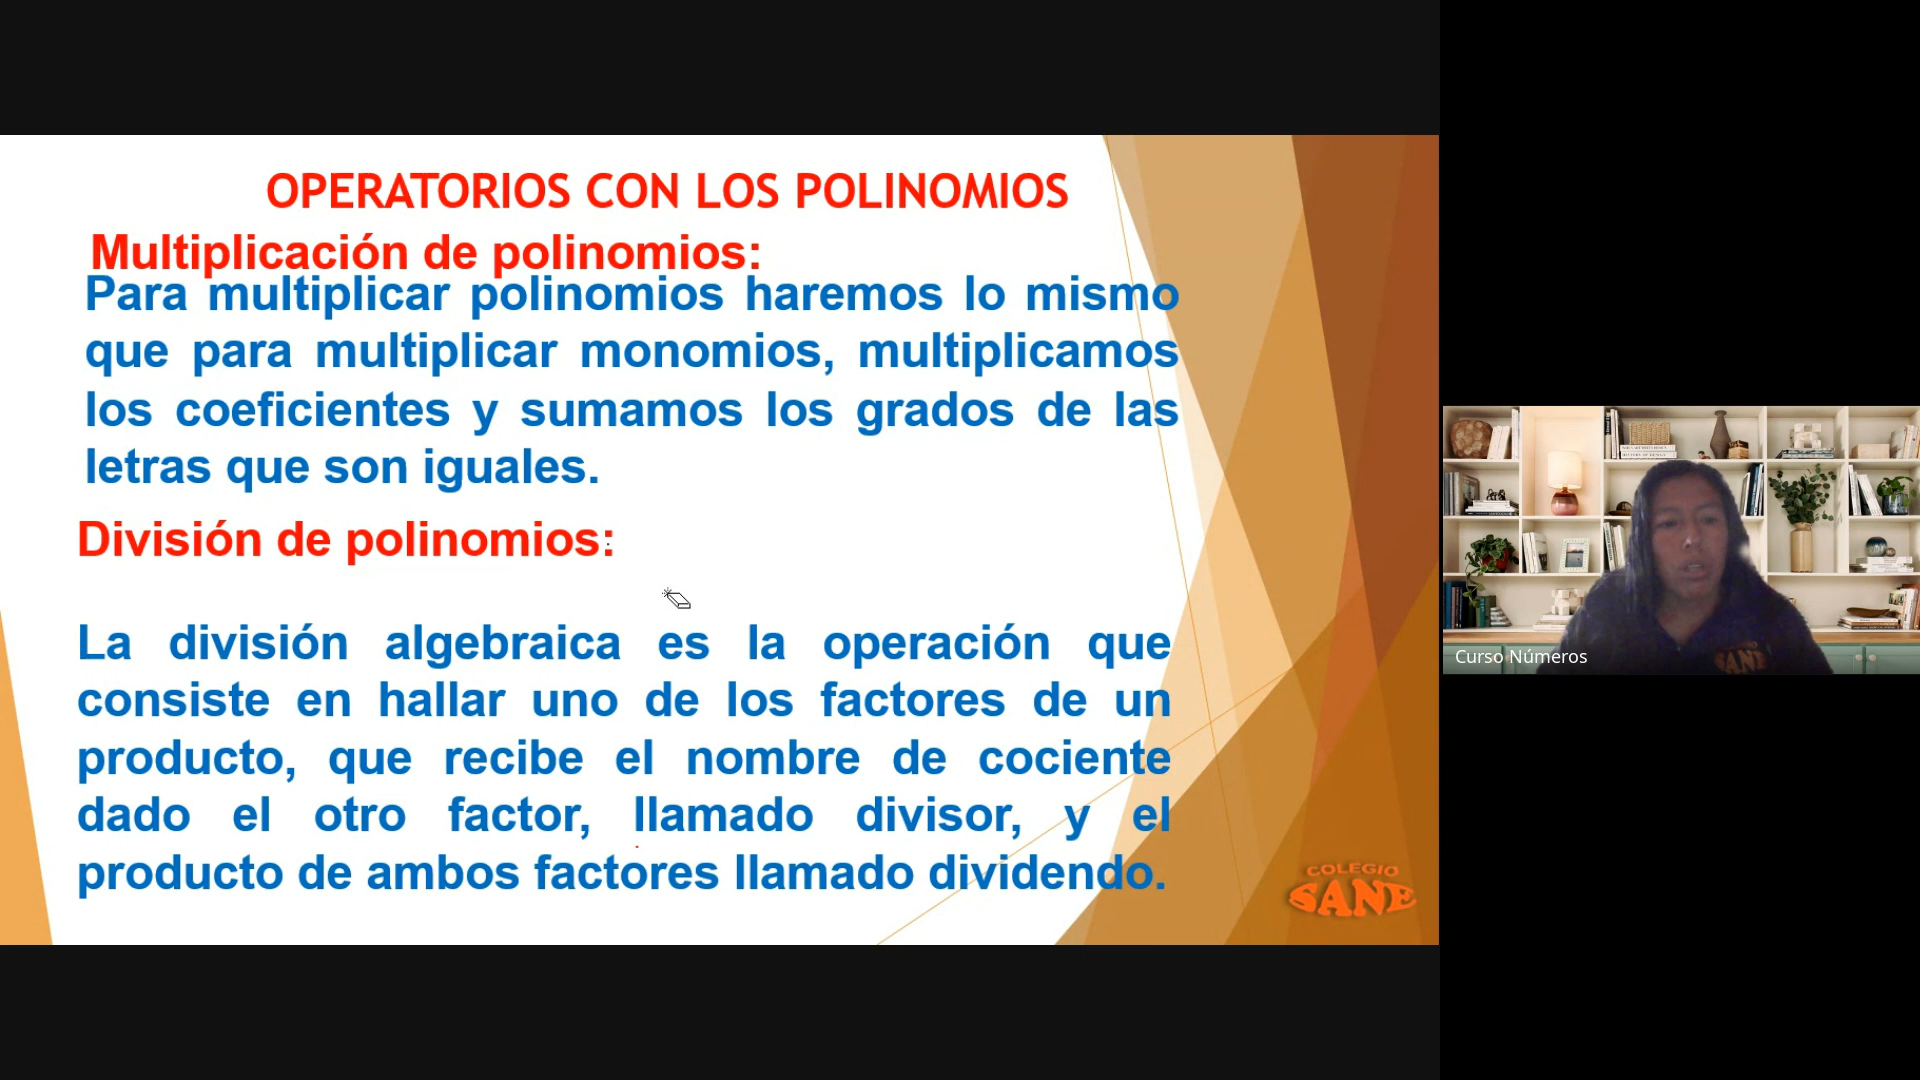 OPERATORIOS CON LOS POLINOMIOS
Multiplicación de polinomios:
Para multiplicar polinomios haremos lo mismo
que para multiplicar monomios, multiplicamos
los coeficientes y sumamos los grados de las
letras que son iguales.
División de polinomios:
La división algebraica es la operación que
consiste en hallar uno de los factores de un
producto, que recibe el nombre de cociente
dado el otro factor, llamado divisor, y el
producto de ambos factores llamado dividendo.
COLEGIO
SANE
SANE
Curso Números